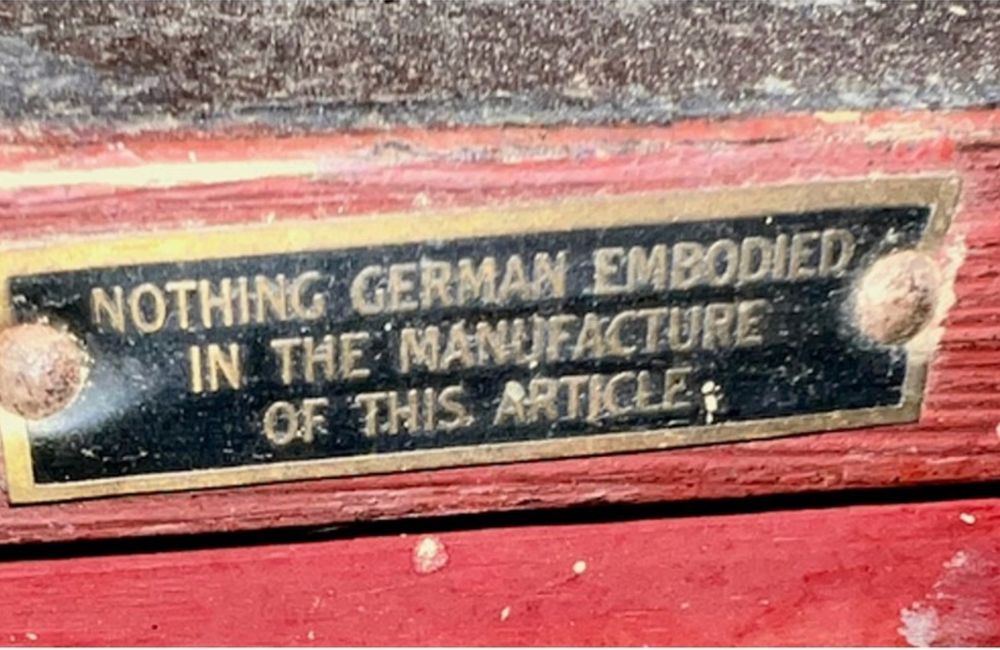 NOTHING GERMAN EMBODIED
IN THE MANUFACTURE
OF THIS ARTICLE